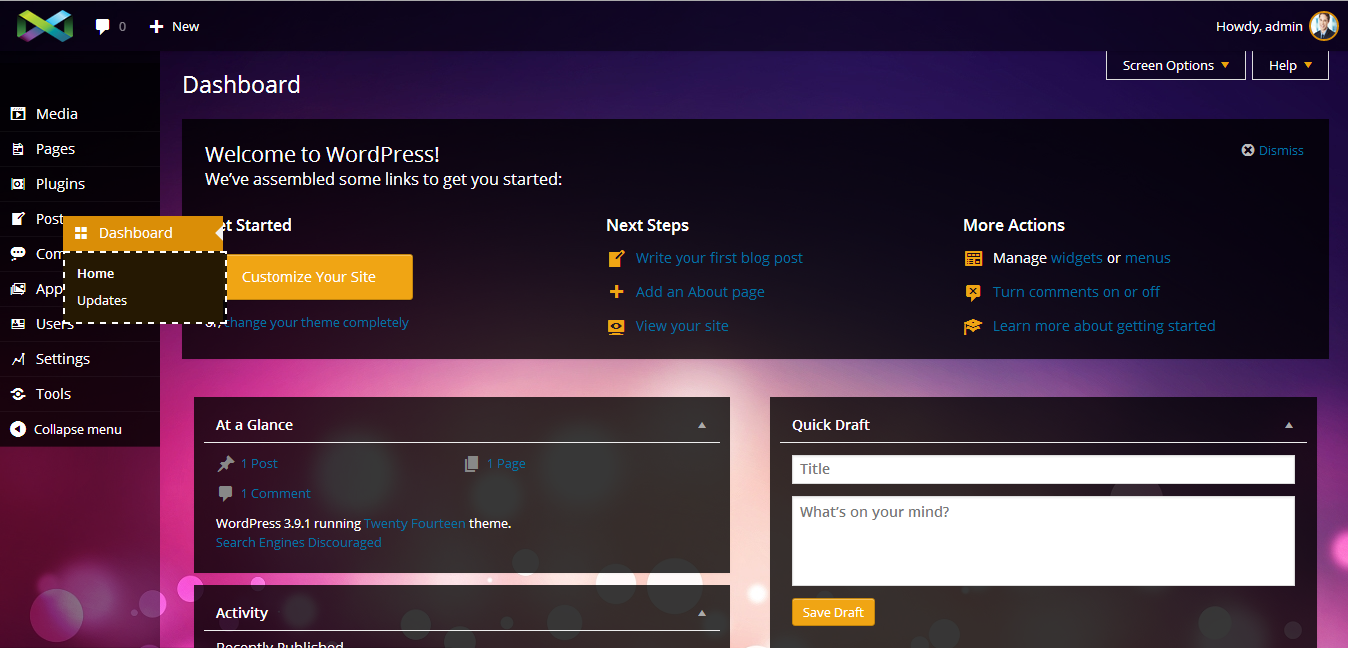 0
New
Howdy, admin
Dashboard
Screen Options
Help
Media
Pages
Plugins
Post
Com
App
Users
Settings
Tools
Collapse menu
Dashboard
Home
Updates
Welcome to WordPress!
We've assembled some links to get you started:
Dismiss
et Started
Customize Your Site
or, change your theme completely
Next Steps
Write your first blog post
Add an About page
View your site
More Actions
Manage widgets or menus
Turn comments on or off
Learn more about getting started
At a Glance
1 Post
1 Page
1 Comment
WordPress 3.9.1 running Twenty Fourteen theme.
Search Engines Discouraged
Activity
Recently Published
Quick Draft
Title
What's on your mind?
Save Draft